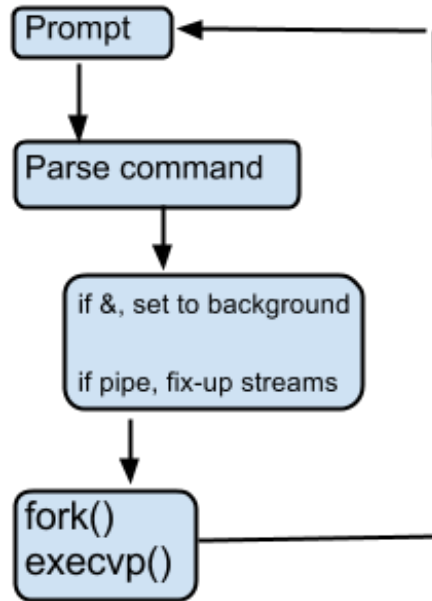 Prompt
Parse command
if &, set to background
if pipe, fix-up streams
fork()
execvp()